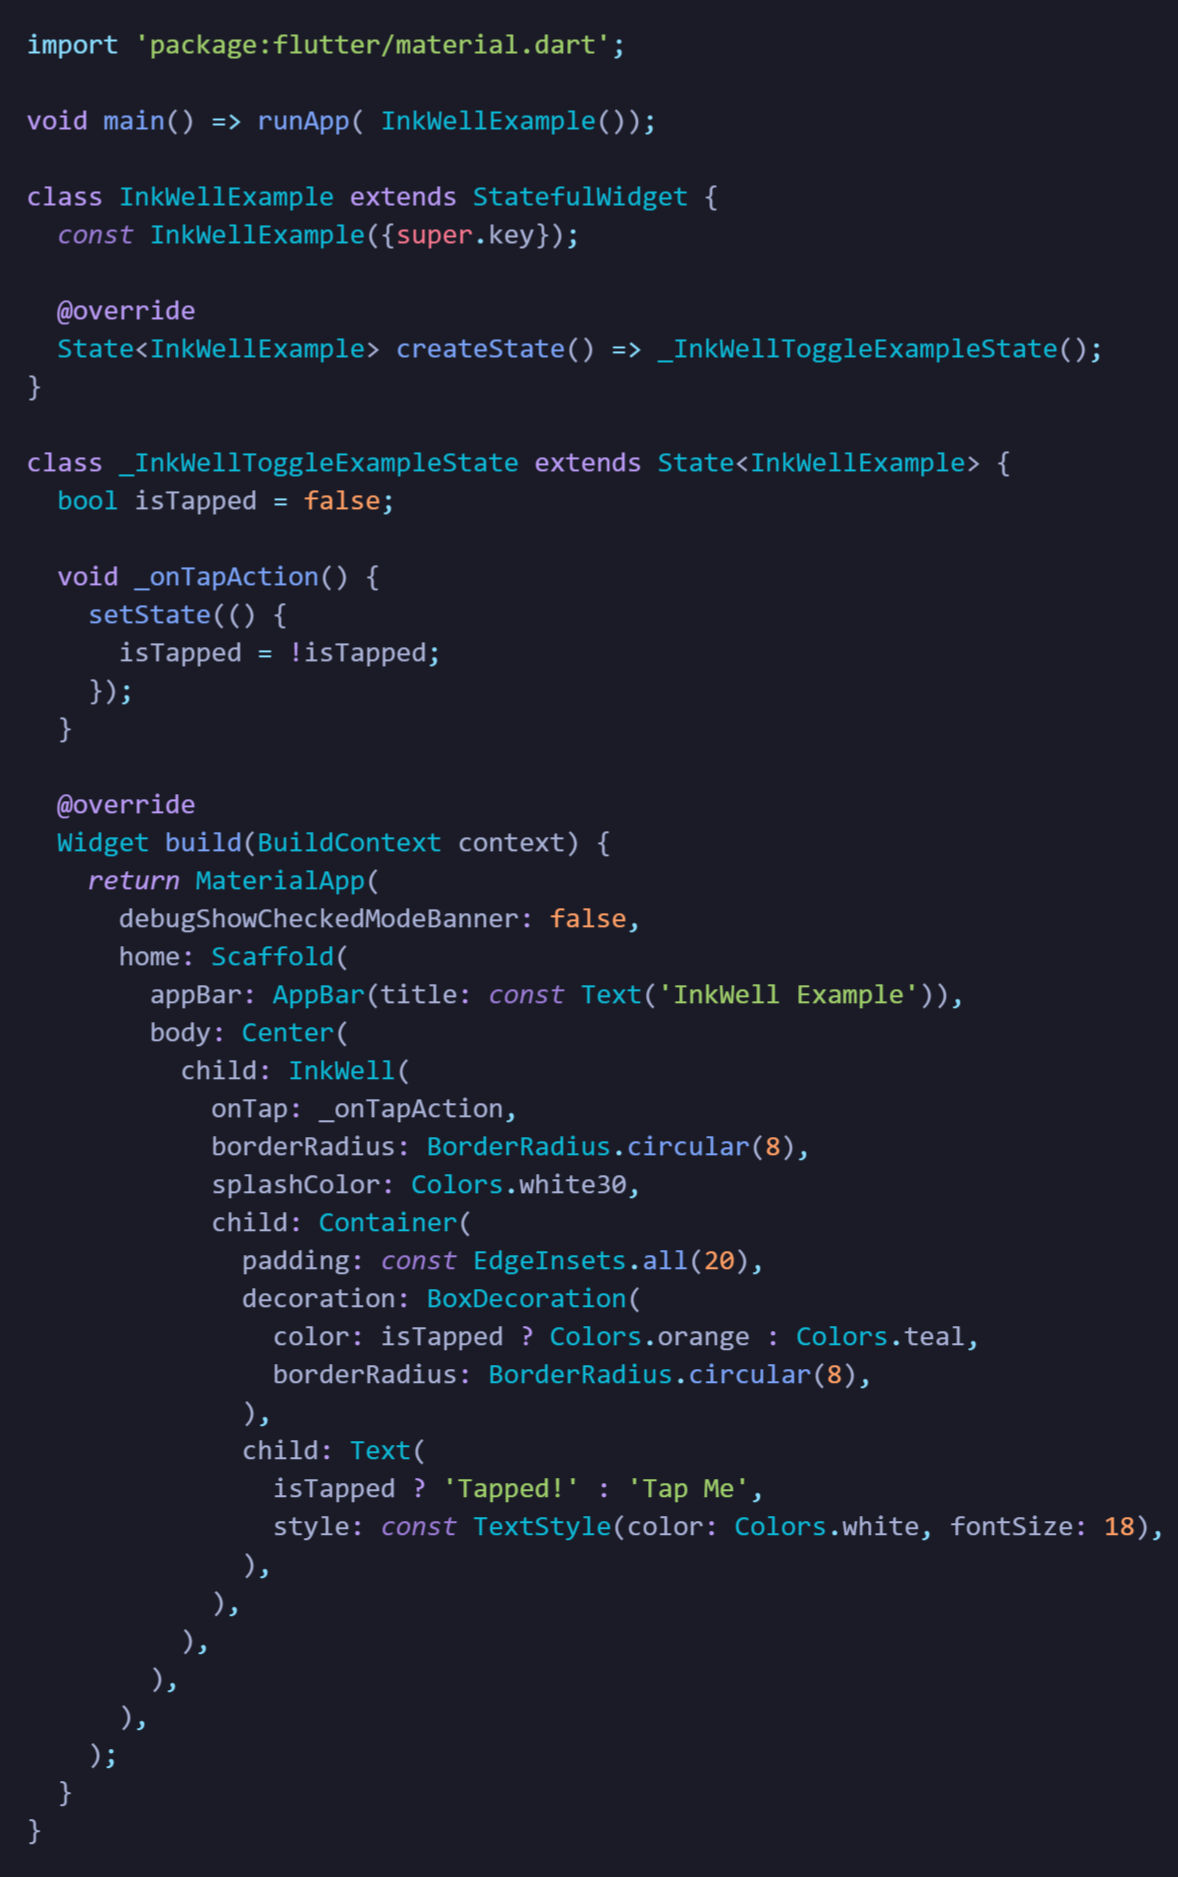 import 'package:flutter/material.dart';

void main() => runApp( InkWellExample());

class InkWellExample extends StatefulWidget {
  const InkWellExample({super.key});

  @override
  State<InkWellExample> createState() => _InkWellToggleExampleState();
}

class _InkWellToggleExampleState extends State<InkWellExample> {
  bool isTapped = false;

  void _onTapAction() {
    setState(() {
      isTapped = !isTapped;
    });
  }

  @override
  Widget build(BuildContext context) {
    return MaterialApp(
      debugShowCheckedModeBanner: false,
      home: Scaffold(
        appBar: AppBar(title: const Text('InkWell Example')),
        body: Center(
          child: InkWell(
            onTap: _onTapAction,
            borderRadius: BorderRadius.circular(8),
            splashColor: Colors.white30,
            child: Container(
              padding: const EdgeInsets.all(20),
              decoration: BoxDecoration(
                color: isTapped ? Colors.orange : Colors.teal,
                borderRadius: BorderRadius.circular(8),
              ),
              child: Text(
                isTapped ? 'Tapped!' : 'Tap Me',
                style: const TextStyle(color: Colors.white, fontSize: 18),
              ),
            ),
          ),
        ),
      ),
    );
  }
}